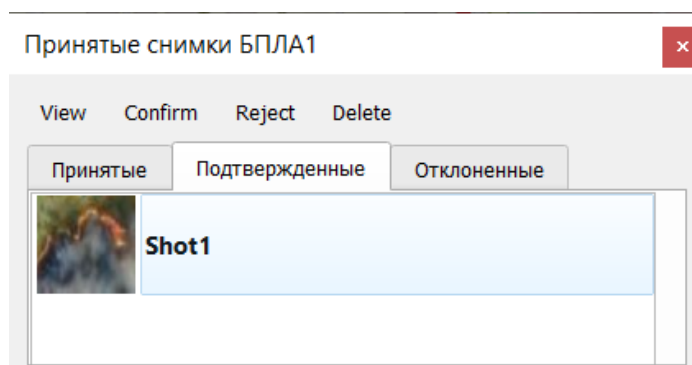 Принятые снимки БПЛА1
View Confirm Reject Delete
Принятые Подтвержденные Отклоненные
Shot1